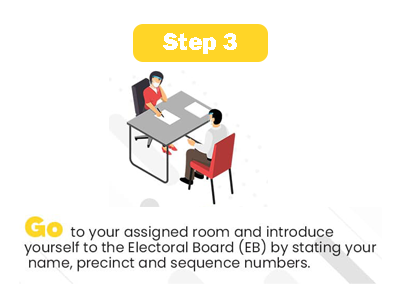 Step 3
Go to your assigned room and introduce
yourself to the Electoral Board (EB) by stating your
name, precinct and sequence numbers.